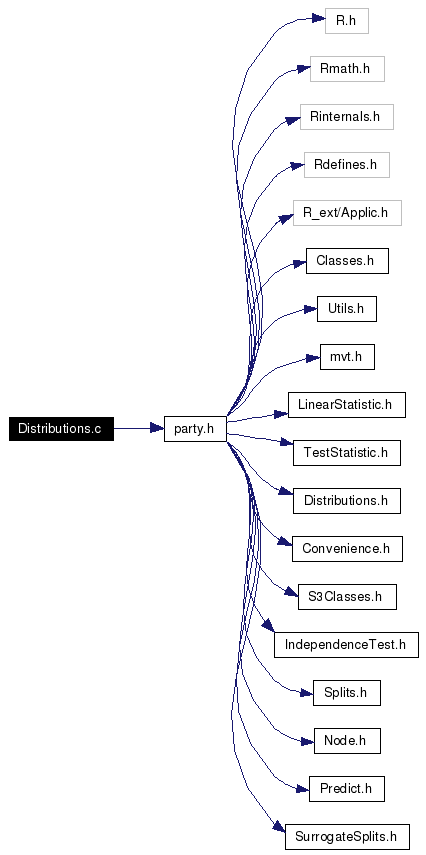 R.h
Rmath.h
Rinternals.h
Rdefines.h
R_ext/Applic.h
Classes.h
Utils.h
mvt.h
LinearStatistic.h
Distributions.c
party.h
TestStatistic.h
Distributions.h
Convenience.h
S3Classes.h
IndependenceTest.h
Splits.h
Node.h
Predict.h
SurrogateSplits.h